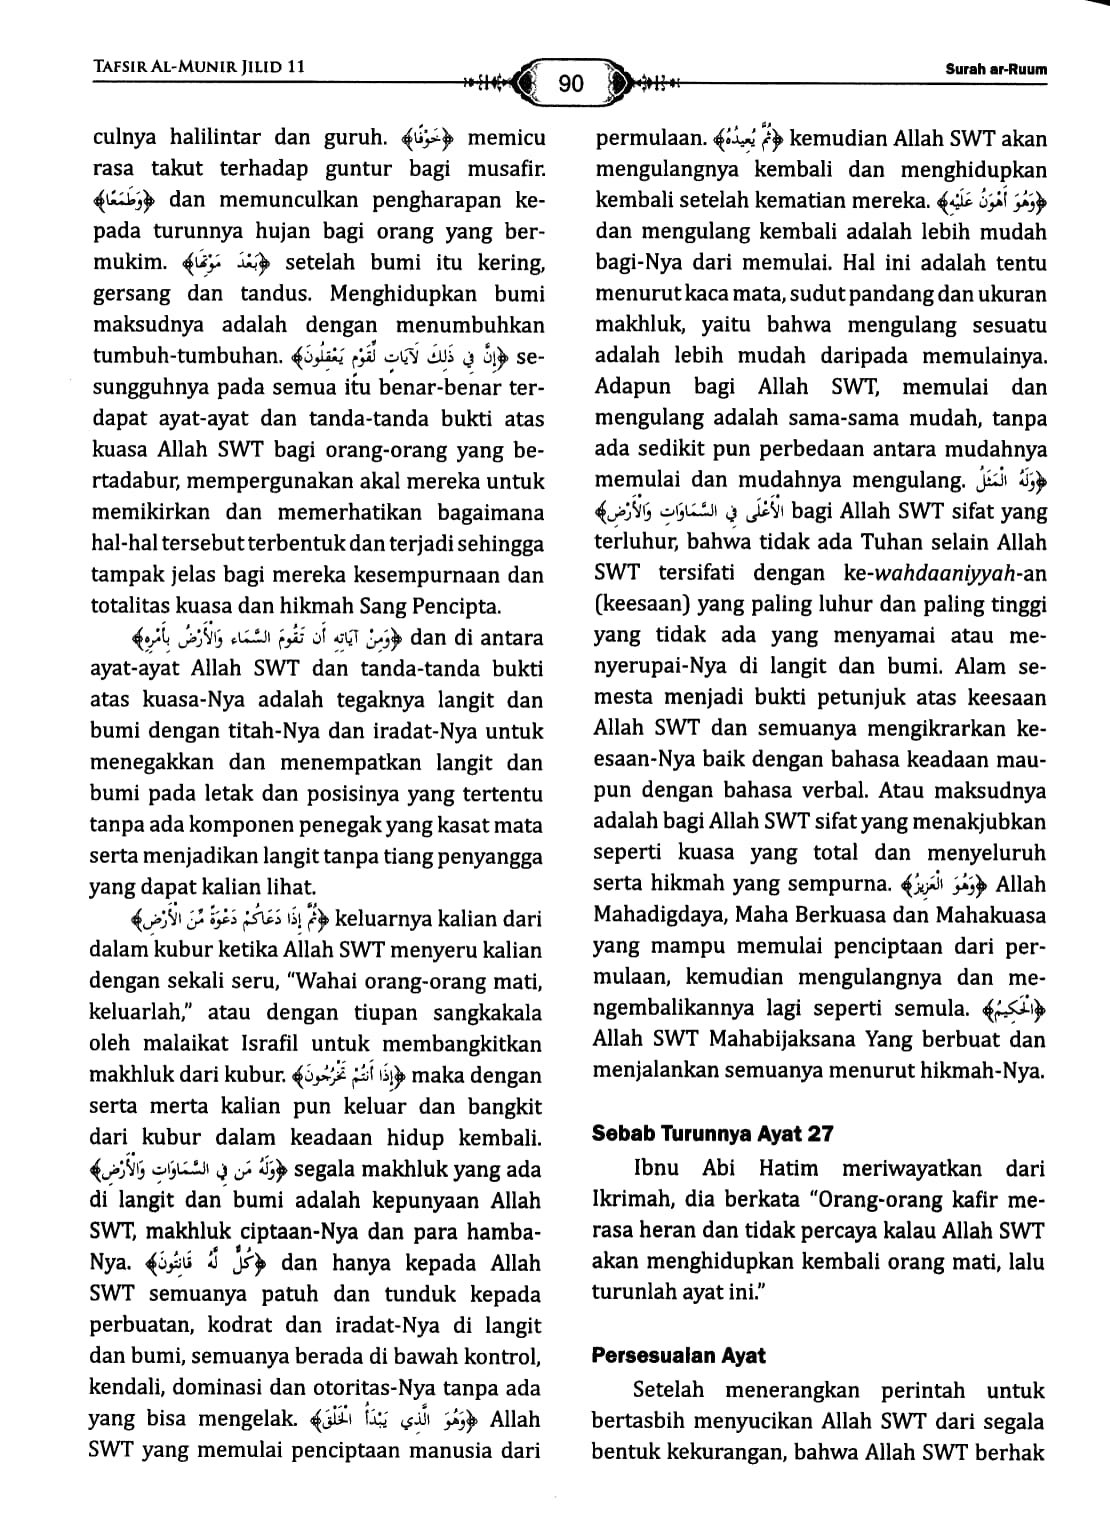 TAFSIR AL-MUNIR JILID 11
90
Surah ar-Ruum
culnya halilintar dan guruh. ﴿خَوْفًا﴾ memicu
rasa takut terhadap guntur bagi musafir.
﴿وَطَمَعًا﴾ dan memunculkan pengharapan ke-
pada turunnya hujan bagi orang yang ber-
mukim. ﴿بَعْدَ مَوْتِهَا﴾ setelah bumi itu kering,
gersang dan tandus. Menghidupkan bumi
maksudnya adalah dengan menumbuhkan
tumbuh-tumbuhan. ﴿إِنَّ فِي ذَلِكَ لَآيَاتٍ لِّقَوْمٍ يَعْقِلُونَ﴾ se-
sungguhnya pada semua itu benar-benar ter-
dapat ayat-ayat dan tanda-tanda bukti atas
kuasa Allah SWT bagi orang-orang yang be-
rtadabur, mempergunakan akal mereka untuk
memikirkan dan memerhatikan bagaimana
hal-hal tersebut terbentuk dan terjadi sehingga
tampak jelas bagi mereka kesempurnaan dan
totalitas kuasa dan hikmah Sang Pencipta.
﴿وَمِنْ آيَاتِهِ أَن تَقُومَ السَّمَاء وَالْأَرْضُ بِأَمْرِهِ﴾ dan di antara
ayat-ayat Allah SWT dan tanda-tanda bukti
atas kuasa-Nya adalah tegaknya langit dan
bumi dengan titah-Nya dan iradat-Nya untuk
menegakkan dan menempatkan langit dan
bumi pada letak dan posisinya yang tertentu
tanpa ada komponen penegak yang kasat mata
serta menjadikan langit tanpa tiang penyangga
yang dapat kalian lihat.
﴿ثُمَّ إِذَا دَعَاكُمْ دَعْوَةً مِّنَ الْأَرْضِ﴾ keluarnya kalian dari
dalam kubur ketika Allah SWT menyeru kalian
dengan sekali seru, “Wahai orang-orang mati,
keluarlah,” atau dengan tiupan sangkakala
oleh malaikat Israfil untuk membangkitkan
makhluk dari kubur. ﴿إِذَا أَنتُمْ تَخْرُجُونَ﴾ maka dengan
serta merta kalian pun keluar dan bangkit
dari kubur dalam keadaan hidup kembali.
﴿وَلَهُ مَن فِي السَّمَاوَاتِ وَالْأَرْضِ﴾ segala makhluk yang ada
di langit dan bumi adalah kepunyaan Allah
SWT, makhluk ciptaan-Nya dan para hamba-
Nya. ﴿كُلٌّ لَّهُ قَانِتُونَ﴾ dan hanya kepada Allah
SWT semuanya patuh dan tunduk kepada
perbuatan, kodrat dan iradat-Nya di langit
dan bumi, semuanya berada di bawah kontrol,
kendali, dominasi dan otoritas-Nya tanpa ada
yang bisa mengelak. ﴿وَهُوَ الَّذِي يَبْدَأُ الْخَلْقَ﴾ Allah
SWT yang memulai penciptaan manusia dari
permulaan. ﴿ثُمَّ يُعِيدُهُ﴾ kemudian Allah SWT akan
mengulangnya kembali dan menghidupkan
kembali setelah kematian mereka. ﴿وَهُوَ أَهْوَنُ عَلَيْهِ﴾
dan mengulang kembali adalah lebih mudah
bagi-Nya dari memulai. Hal ini adalah tentu
menurut kaca mata, sudut pandang dan ukuran
makhluk, yaitu bahwa mengulang sesuatu
adalah lebih mudah daripada memulainya.
Adapun bagi Allah SWT, memulai dan
mengulang adalah sama-sama mudah, tanpa
ada sedikit pun perbedaan antara mudahnya
memulai dan mudahnya mengulang. ﴿وَلَهُ الْمَثَلُ
الْأَعْلَى فِي السَّمَاوَاتِ وَالْأَرْضِ﴾ bagi Allah SWT sifat yang
terluhur, bahwa tidak ada Tuhan selain Allah
SWT tersifati dengan ke-wahdaaniyyah-an
(keesaan) yang paling luhur dan paling tinggi
yang tidak ada yang menyamai atau me-
nyerupai-Nya di langit dan bumi. Alam se-
mesta menjadi bukti petunjuk atas keesaan
Allah SWT dan semuanya mengikrarkan ke-
esaan-Nya baik dengan bahasa keadaan mau-
pun dengan bahasa verbal. Atau maksudnya
adalah bagi Allah SWT sifat yang menakjubkan
seperti kuasa yang total dan menyeluruh
serta hikmah yang sempurna. ﴿وَهُوَ الْعَزِيزُ﴾ Allah
Mahadigdaya, Maha Berkuasa dan Mahakuasa
yang mampu memulai penciptaan dari per-
mulaan, kemudian mengulangnya dan me-
ngembalikannya lagi seperti semula. ﴿الْحَكِيمُ﴾
Allah SWT Mahabijaksana Yang berbuat dan
menjalankan semuanya menurut hikmah-Nya.
Sebab Turunnya Ayat 27
Ibnu Abi Hatim meriwayatkan dari
Ikrimah, dia berkata “Orang-orang kafir me-
rasa heran dan tidak percaya kalau Allah SWT
akan menghidupkan kembali orang mati, lalu
turunlah ayat ini.”
Persesuaian Ayat
Setelah menerangkan perintah untuk
bertasbih menyucikan Allah SWT dari segala
bentuk kekurangan, bahwa Allah SWT berhak